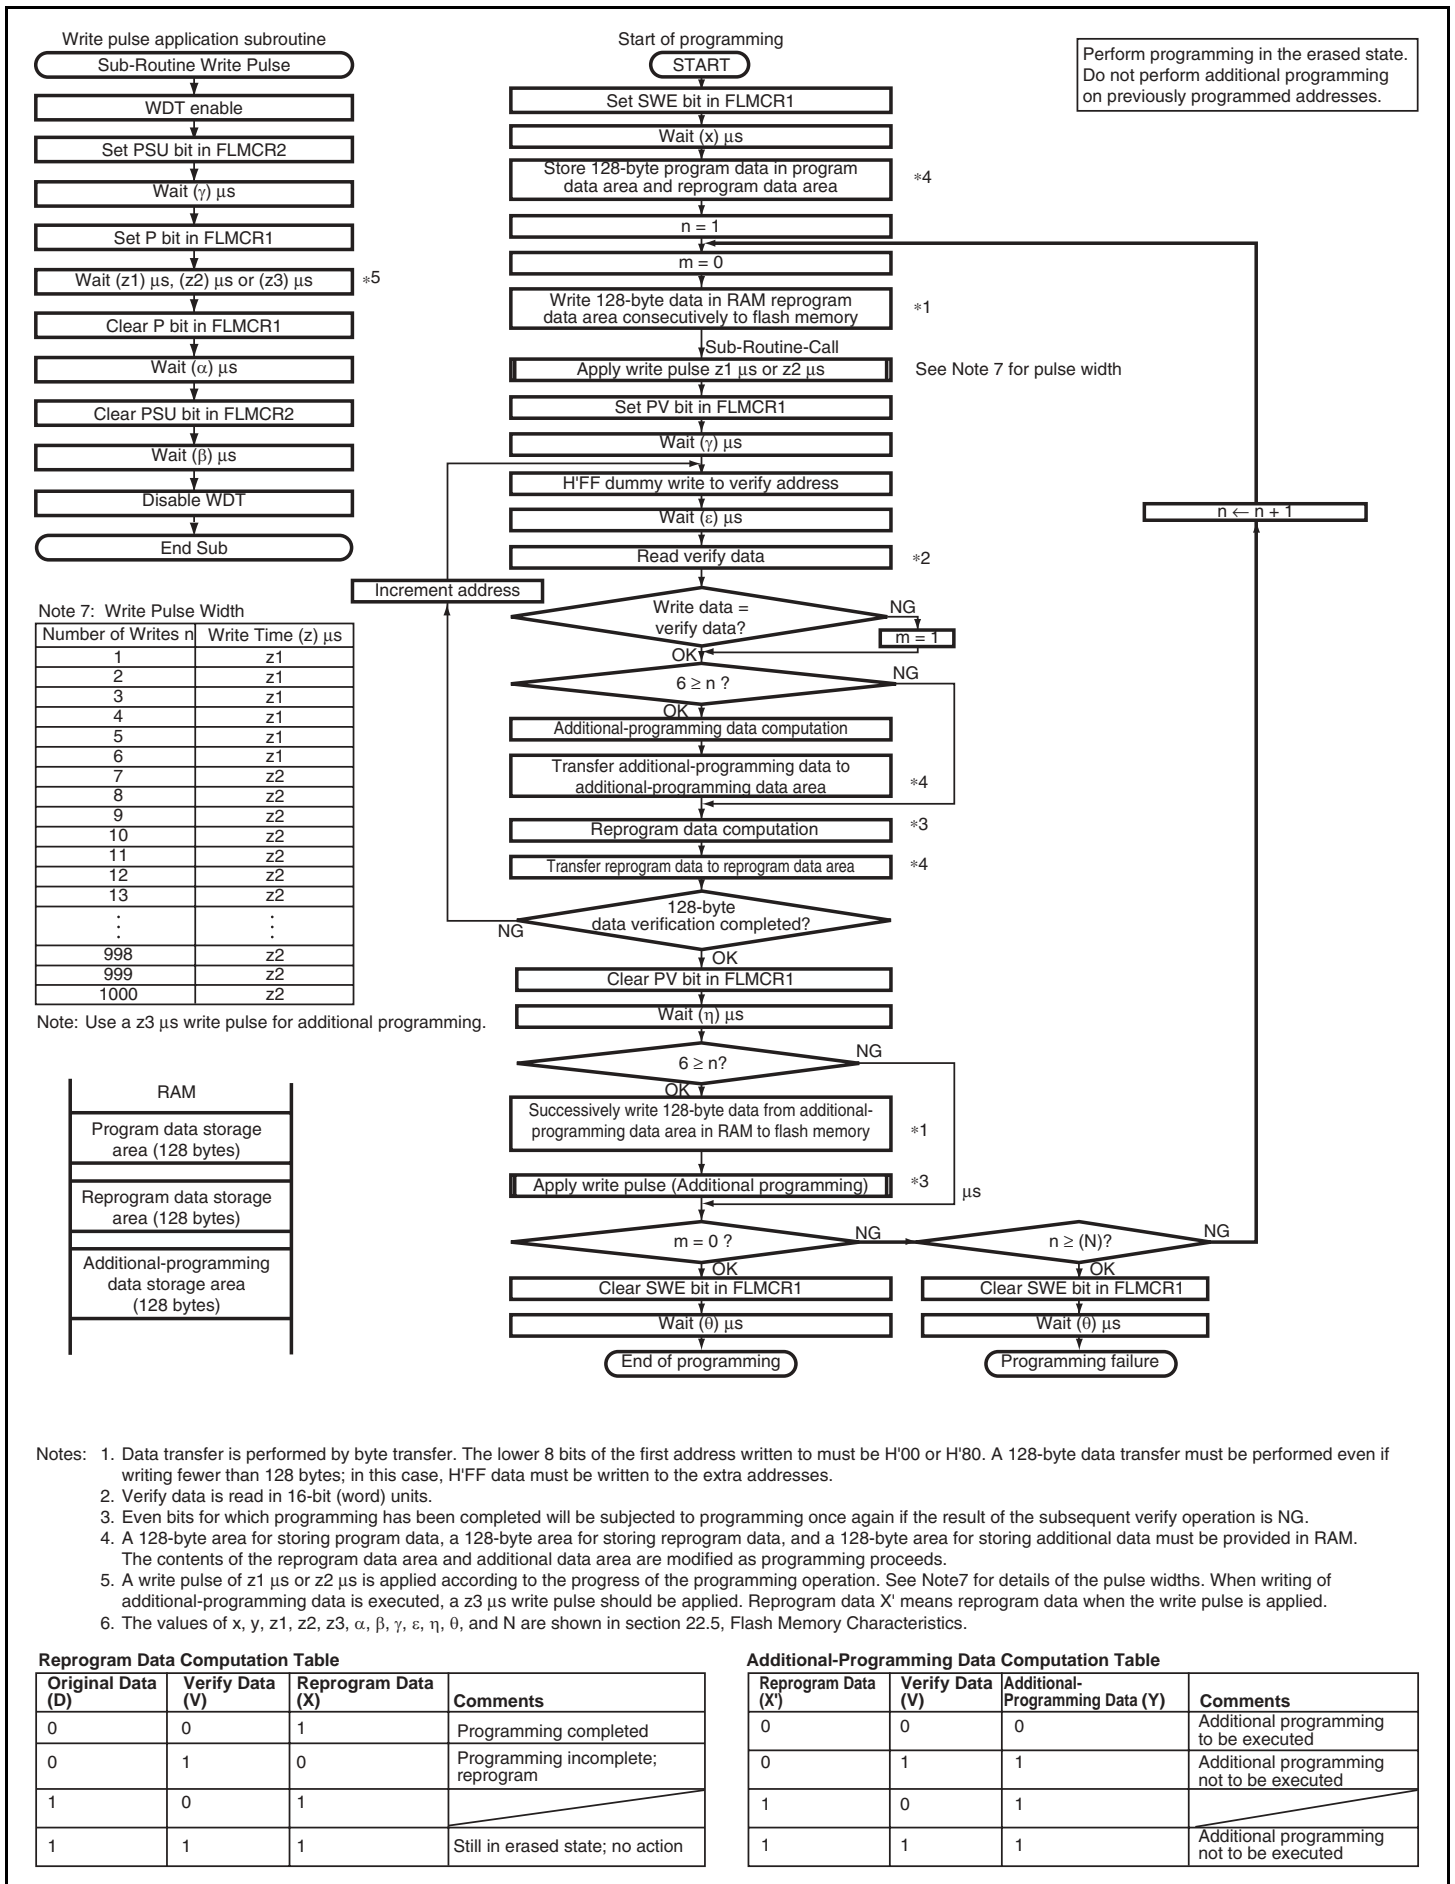 Write pulse application subroutine
Sub-Routine Write Pulse
WDT enable
Set PSU bit in FLMCR2
Wait (γ) μs
Set P bit in FLMCR1
Wait (z1) μs, (z2) μs or (z3) μs
*5
Clear P bit in FLMCR1
Wait (α) μs
Clear PSU bit in FLMCR2
Wait (β) μs
Disable WDT
End Sub
Note 7: Write Pulse Width
Number of Writes n Write Time (z) μs
1 z1
2 z1
3 z1
4 z1
5 z1
6 z1
7 z2
8 z2
9 z2
10 z2
11 z2
12 z2
13 z2
⋮ ⋮
998 z2
999 z2
1000 z2
Note: Use a z3 μs write pulse for additional programming.
RAM
Program data storage
area (128 bytes)
Reprogram data storage
area (128 bytes)
Additional-programming
data storage area
(128 bytes)
Start of programming
START
Set SWE bit in FLMCR1
Wait (x) μs
Store 128-byte program data in program
data area and reprogram data area
*4
n = 1
m = 0
Write 128-byte data in RAM reprogram
data area consecutively to flash memory
*1
Sub-Routine-Call
Apply write pulse z1 μs or z2 μs
See Note 7 for pulse width
Set PV bit in FLMCR1
Wait (γ) μs
H'FF dummy write to verify address
Wait (ε) μs
Read verify data
*2
Increment address
Write data =
verify data?
NG
m = 1
OK
6 ≥ n ?
NG
OK
Additional-programming data computation
Transfer additional-programming data to
additional-programming data area
*4
Reprogram data computation
*3
Transfer reprogram data to reprogram data area
*4
128-byte
data verification completed?
NG
OK
Clear PV bit in FLMCR1
Wait (η) μs
6 ≥ n?
NG
OK
Successively write 128-byte data from additional-
programming data area in RAM to flash memory
*1
Apply write pulse (Additional programming)
*3
μs
m = 0 ?
NG
OK
Clear SWE bit in FLMCR1
Wait (θ) μs
End of programming
n ≥ (N)?
NG
OK
Clear SWE bit in FLMCR1
Wait (θ) μs
Programming failure
n ← n + 1
Perform programming in the erased state.
Do not perform additional programming
on previously programmed addresses.
Notes: 1. Data transfer is performed by byte transfer. The lower 8 bits of the first address written to must be H'00 or H'80. A 128-byte data transfer must be performed even if
writing fewer than 128 bytes; in this case, H'FF data must be written to the extra addresses.
2. Verify data is read in 16-bit (word) units.
3. Even bits for which programming has been completed will be subjected to programming once again if the result of the subsequent verify operation is NG.
4. A 128-byte area for storing program data, a 128-byte area for storing reprogram data, and a 128-byte area for storing additional data must be provided in RAM.
The contents of the reprogram data area and additional data area are modified as programming proceeds.
5. A write pulse of z1 μs or z2 μs is applied according to the progress of the programming operation. See Note7 for details of the pulse widths. When writing of
additional-programming data is executed, a z3 μs write pulse should be applied. Reprogram data X' means reprogram data when the write pulse is applied.
6. The values of x, y, z1, z2, z3, α, β, γ, ε, η, θ, and N are shown in section 22.5, Flash Memory Characteristics.
Reprogram Data Computation Table
Original Data Verify Data Reprogram Data
(D) (V) (X) Comments
0 0 1 Programming completed
0 1 0 Programming incomplete;
reprogram
1 0 1
1 1 1 Still in erased state; no action
Additional-Programming Data Computation Table
Reprogram Data Verify Data Additional-
(X') (V) Programming Data (Y) Comments
0 0 0 Additional programming
to be executed
0 1 1 Additional programming
not to be executed
1 0 1
1 1 1 Additional programming
not to be executed